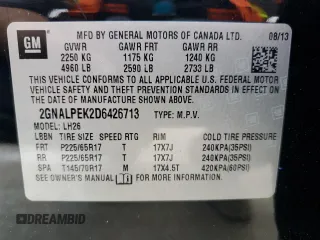 GM
MFD BY GENERAL MOTORS OF CANADA LTD.
08/13
GVWR GAWR FRT GAWR RR
2250 KG 1175 KG 1240 KG
4960 LB 2590 LB 2733 LB
THIS VEHICLE CONFORMS TO ALL APPLICABLE U.S. FEDERAL MOTOR
VEHICLE SAFETY AND THEFT PREVENTION STANDARDS IN EFFECT ON THE DATE
OF MANUFACTURE SHOWN ABOVE.
2GNALPEK2D6426713 TYPE: M.P.V.
MODEL: LH26
TIRE SIZE SPEED RTG RIM COLD TIRE PRESSURE
FRT P225/65R17 T 17X7J 240KPA(35PSI)
RR P225/65R17 T 17X7J 240KPA(35PSI)
SPA T145/70R17 M 17X4.5T 420KPA(60PSI)
DREAMBID